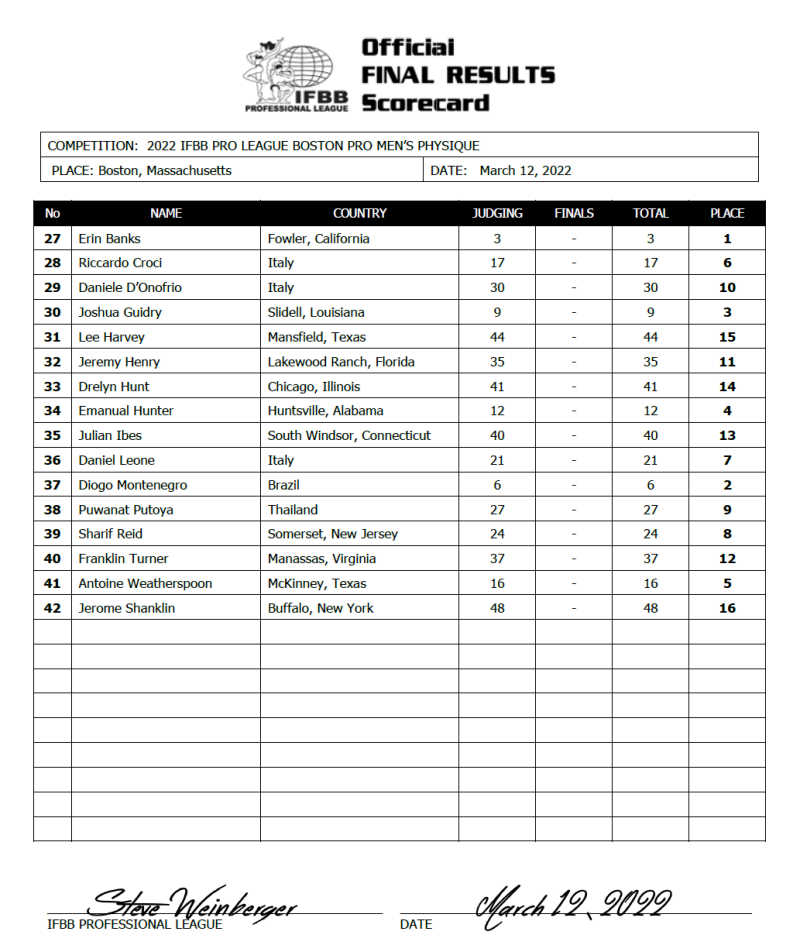 Official
FINAL RESULTS
Scorecard
IFBB
PROFESSIONAL LEAGUE
COMPETITION: 2022 IFBB PRO LEAGUE BOSTON PRO MEN'S PHYSIQUE
PLACE: Boston, Massachusetts DATE: March 12, 2022
No NAME COUNTRY JUDGING FINALS TOTAL PLACE
27 Erin Banks Fowler, California 3 - 3 1
28 Riccardo Croci Italy 17 - 17 6
29 Daniele D'Onofrio Italy 30 - 30 10
30 Joshua Guidry Slidell, Louisiana 9 - 9 3
31 Lee Harvey Mansfield, Texas 44 - 44 15
32 Jeremy Henry Lakewood Ranch, Florida 35 - 35 11
33 Drelyn Hunt Chicago, Illinois 41 - 41 14
34 Emanual Hunter Huntsville, Alabama 12 - 12 4
35 Julian Ibes South Windsor, Connecticut 40 - 40 13
36 Daniel Leone Italy 21 - 21 7
37 Diogo Montenegro Brazil 6 - 6 2
38 Puwanat Putoya Thailand 27 - 27 9
39 Sharif Reid Somerset, New Jersey 24 - 24 8
40 Franklin Turner Manassas, Virginia 37 - 37 12
41 Antoine Weatherspoon McKinney, Texas 16 - 16 5
42 Jerome Shanklin Buffalo, New York 48 - 48 16
Steve Weinberger March 12, 2022
IFBB PROFESSIONAL LEAGUE DATE